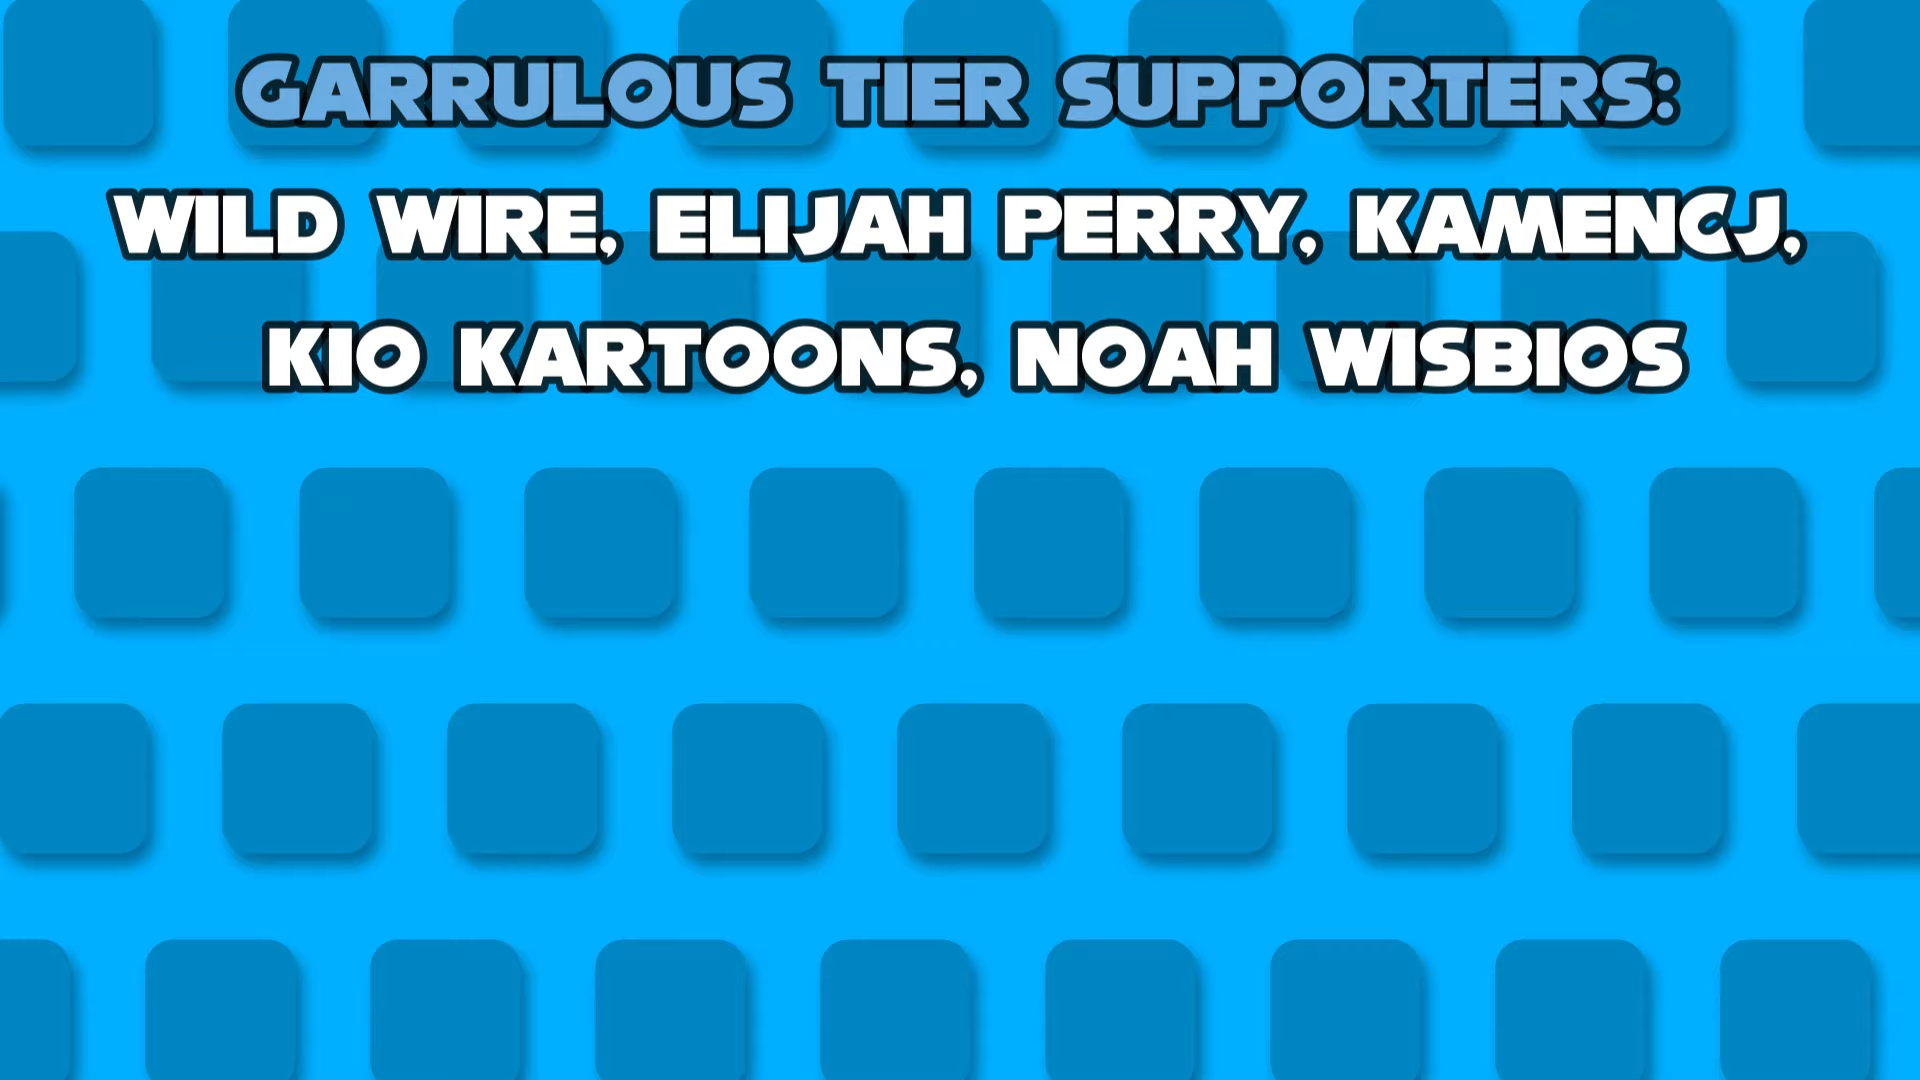 GARRULOUS TIER SUPPORTERS:
WILD WIRE, ELIJAH PERRY, KAMENCJ,
KIO KARTOONS, NOAH WISBIOS